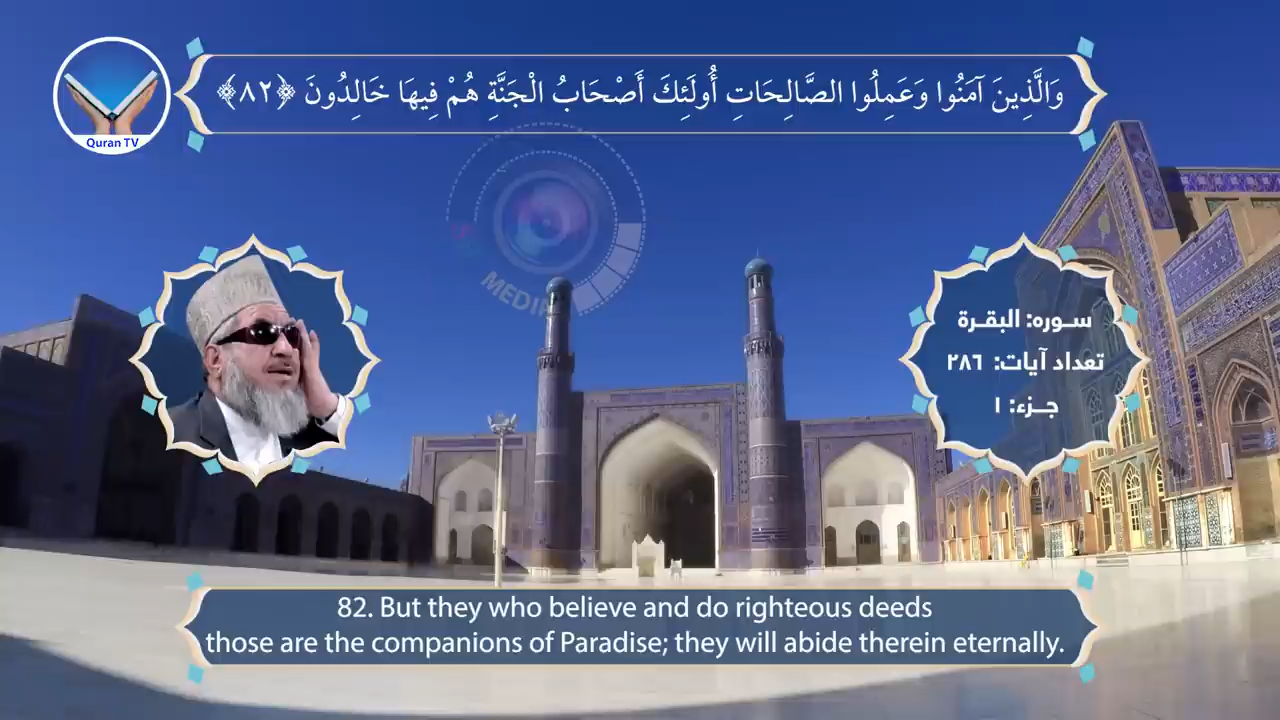 وَالَّذِينَ آمَنُوا وَعَمِلُوا الصَّالِحَاتِ أُولَئِكَ أَصْحَابُ الْجَنَّةِ هُمْ فِيهَا خَالِدُونَ ﴿٨٢﴾
Quran TV
MEDIA
سوره: البقرة
تعداد آيات: ٢٨٦
جزء: ١
82. But they who believe and do righteous deeds
those are the companions of Paradise; they will abide therein eternally.